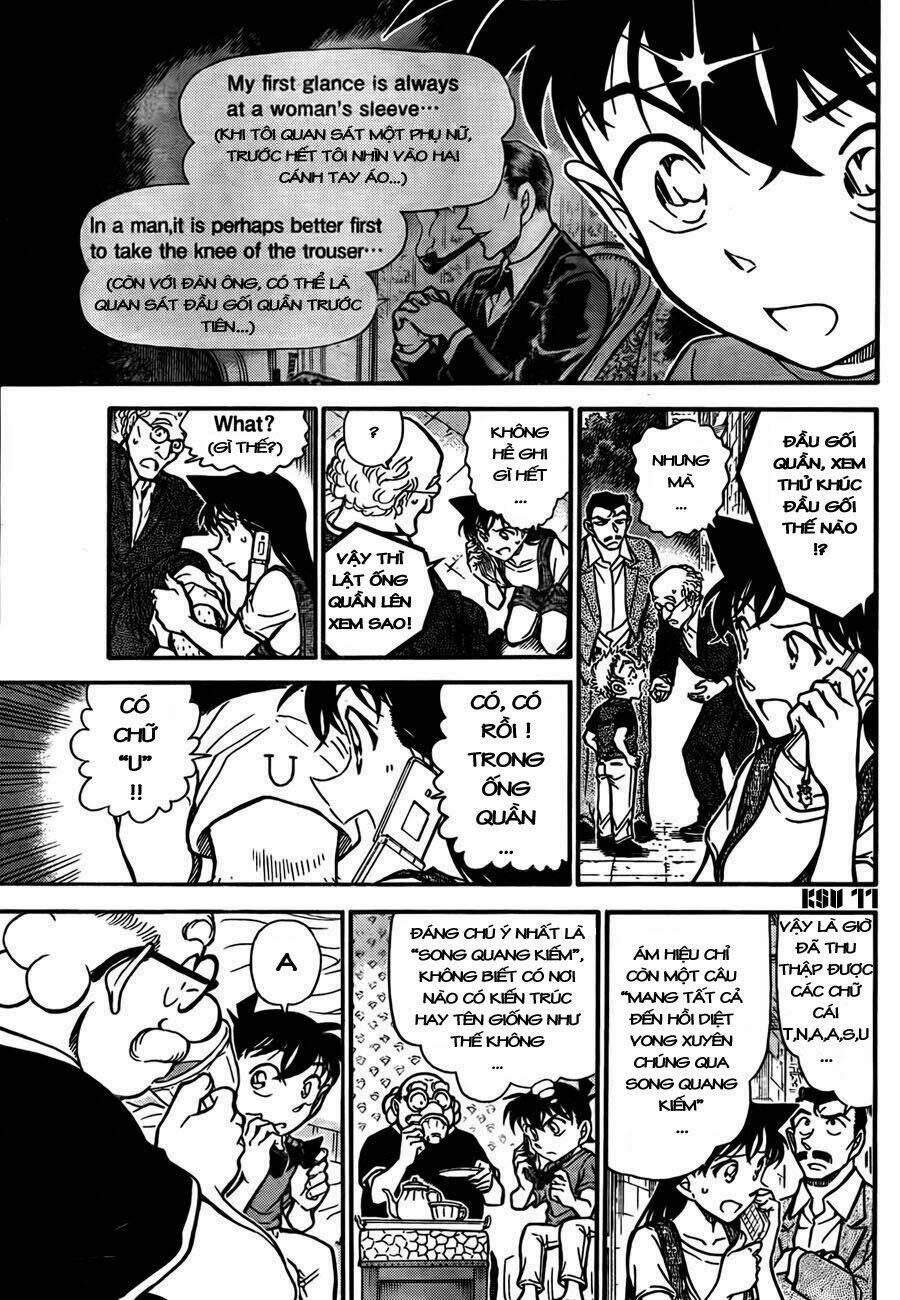 My first glance is always
at a woman's sleeve...
(KHI TÔI QUAN SÁT MỘT PHỤ NỮ,
TRƯỚC HẾT TÔI NHÌN VÀO HAI
CÁNH TAY ÁO...)
In a man,it is perhaps better first
to take the knee of the trouser...
(CÒN VỚI ĐÀN ÔNG, CÓ THỂ LÀ
QUAN SÁT ĐẦU GỐI QUẦN TRƯỚC
TIÊN...)
ĐẦU GỐI
QUẦN, XEM
THỬ KHÚC
ĐẦU GỐI
THẾ NÀO
!?
NHƯNG
MÀ
...
KHÔNG
HỀ GHI
GÌ HẾT
...
?
VẬY THÌ
LẬT ỐNG
QUẦN LÊN
XEM SAO!
What?
(GÌ THẾ?)
CÓ, CÓ
RỒI !
TRONG
ỐNG
QUẦN
...
U
CÓ
CHỮ
"U"
!!
KSV 11
VẬY LÀ GIỜ
ĐÃ THU
THẬP ĐƯỢC
CÁC CHỮ
CÁI
T,N,A,A,S,U
...
ÁM HIỆU CHỈ
CÒN MỘT CÂU
"MANG TẤT CẢ
ĐẾN HỒI DIỆT
VONG XUYÊN
CHÚNG QUA
SONG QUANG
KIẾM"
...
ĐÁNG CHÚ Ý NHẤT LÀ
"SONG QUANG KIẾM",
KHÔNG BIẾT CÓ NƠI
NÀO CÓ KIẾN TRÚC
HAY TÊN GIỐNG NHƯ
THẾ KHÔNG
...
A